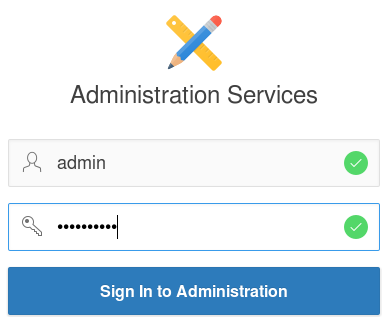 Administration Services
admin
••••••••••
Sign In to Administration